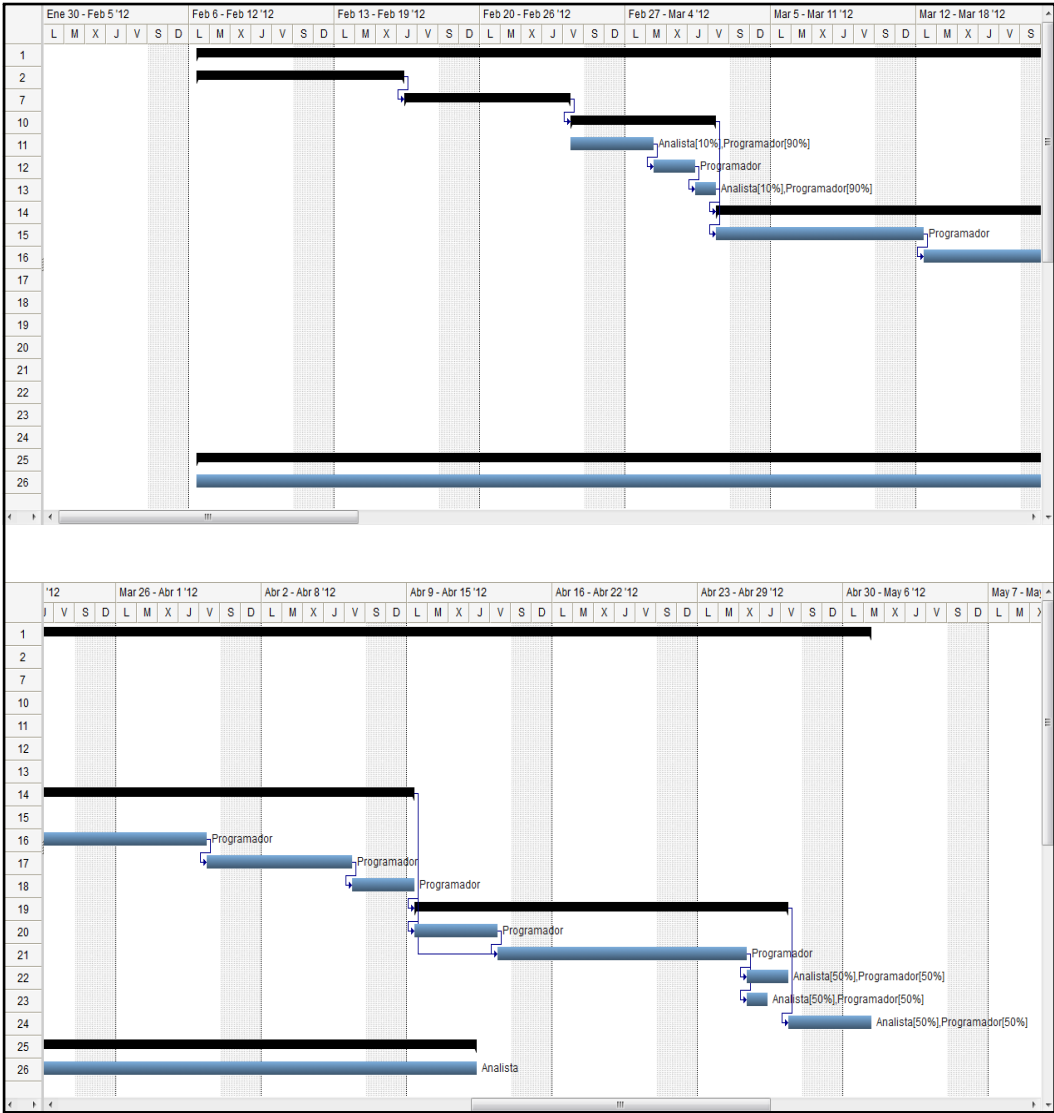 Ene 30 - Feb 5 '12 Feb 6 - Feb 12 '12 Feb 13 - Feb 19 '12 Feb 20 - Feb 26 '12 Feb 27 - Mar 4 '12 Mar 5 - Mar 11 '12 Mar 12 - Mar 18 '12
L M X J V S D L M X J V S D L M X J V S D L M X J V S D L M X J V S D L M X J V S D L M X J V S
1
2
7
10
11 Analista[10%],Programador[90%]
12 Programador
13 Analista[10%],Programador[90%]
14
15 Programador
16
17
18
19
20
21
22
23
24
25
26
'12 Mar 26 - Abr 1 '12 Abr 2 - Abr 8 '12 Abr 9 - Abr 15 '12 Abr 16 - Abr 22 '12 Abr 23 - Abr 29 '12 Abr 30 - May 6 '12 May 7 - May
V S D L M X J V S D L M X J V S D L M X J V S D L M X J V S D L M X J V S D L M X J V S D L M X
1
2
7
10
11
12
13
14
15
16 Programador
17 Programador
18 Programador
19
20 Programador
21 Programador
22 Analista[50%],Programador[50%]
23 Analista[50%],Programador[50%]
24 Analista[50%],Programador[50%]
25
26 Analista